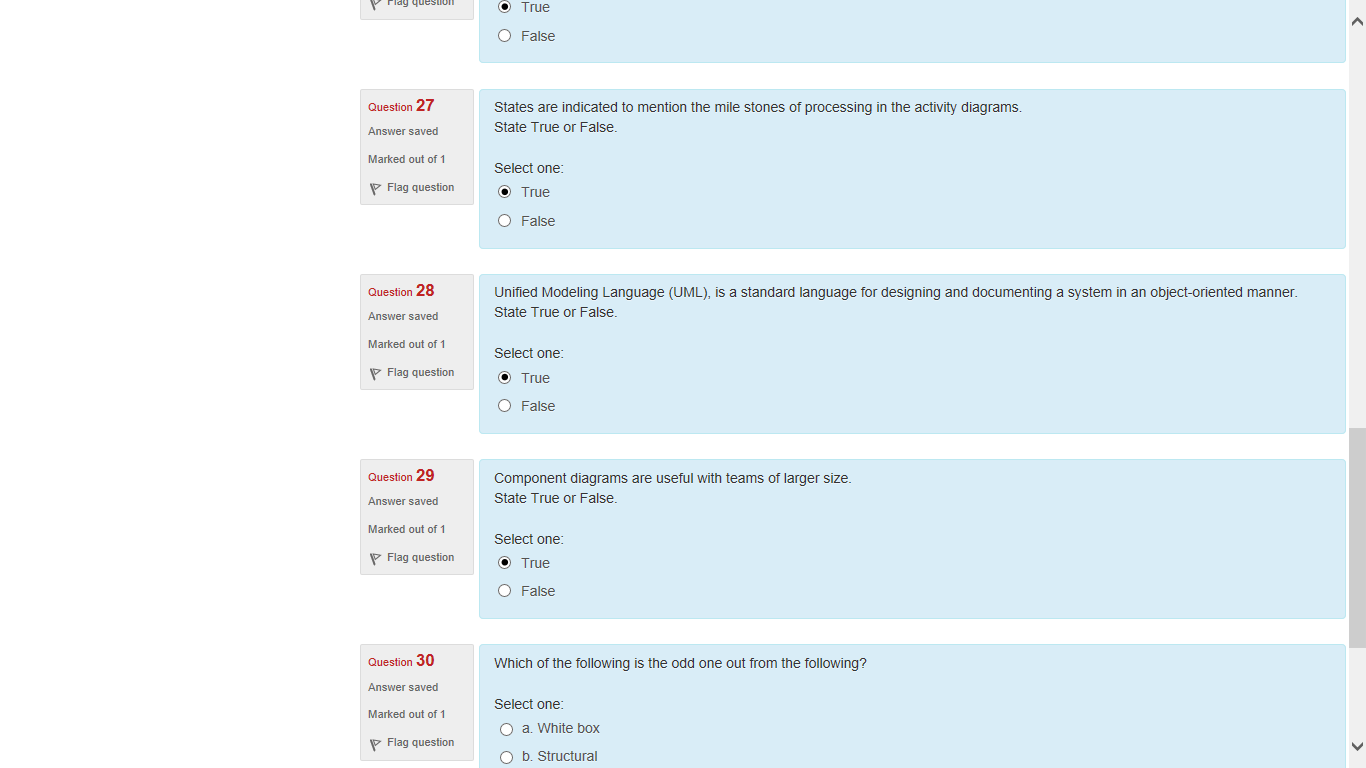 Flag question
True
False
Question 27
Answer saved
Marked out of 1
Flag question
States are indicated to mention the mile stones of processing in the activity diagrams.
State True or False.
Select one:
True
False
Question 28
Answer saved
Marked out of 1
Flag question
Unified Modeling Language (UML), is a standard language for designing and documenting a system in an object-oriented manner.
State True or False.
Select one:
True
False
Question 29
Answer saved
Marked out of 1
Flag question
Component diagrams are useful with teams of larger size.
State True or False.
Select one:
True
False
Question 30
Answer saved
Marked out of 1
Flag question
Which of the following is the odd one out from the following?
Select one:
a. White box
b. Structural